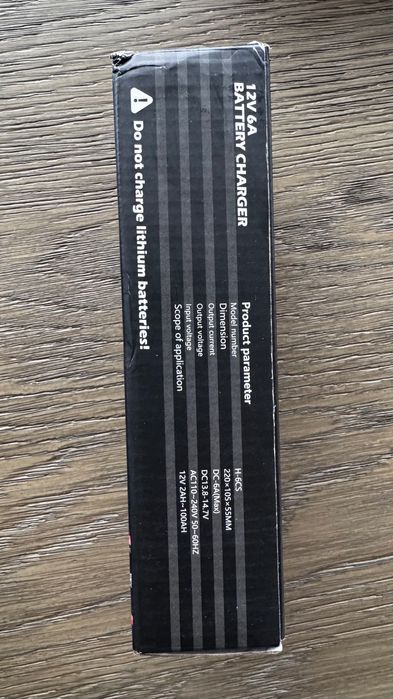 12V 6A
BATTERY CHARGER
Do not charge lithium batteries!
Product parameter
Model number H-6CS
Dimension 220×105×55MM
Output current DC-6A(Max)
Output voltage DC13.8-14.7V
Input voltage AC110-240V 50-60HZ
Scope of application 12V 2AH-100AH